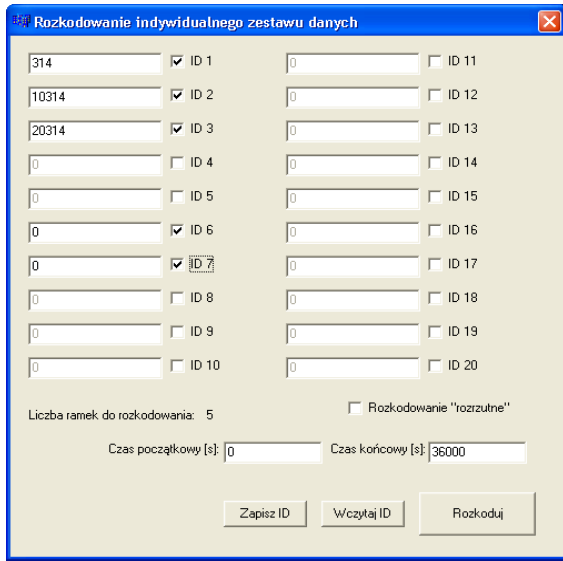 Rozkodowanie indywidualnego zestawu danych
314 ID 1 0 ID 11
10314 ID 2 0 ID 12
20314 ID 3 0 ID 13
0 ID 4 0 ID 14
0 ID 5 0 ID 15
0 ID 6 0 ID 16
0 ID 7 0 ID 17
0 ID 8 0 ID 18
0 ID 9 0 ID 19
0 ID 10 0 ID 20
Liczba ramek do rozkodowania: 5 Rozkodowanie "rozrzutne"
Czas początkowy [s]: 0 Czas końcowy [s]: 36000
Zapisz ID Wczytaj ID Rozkoduj